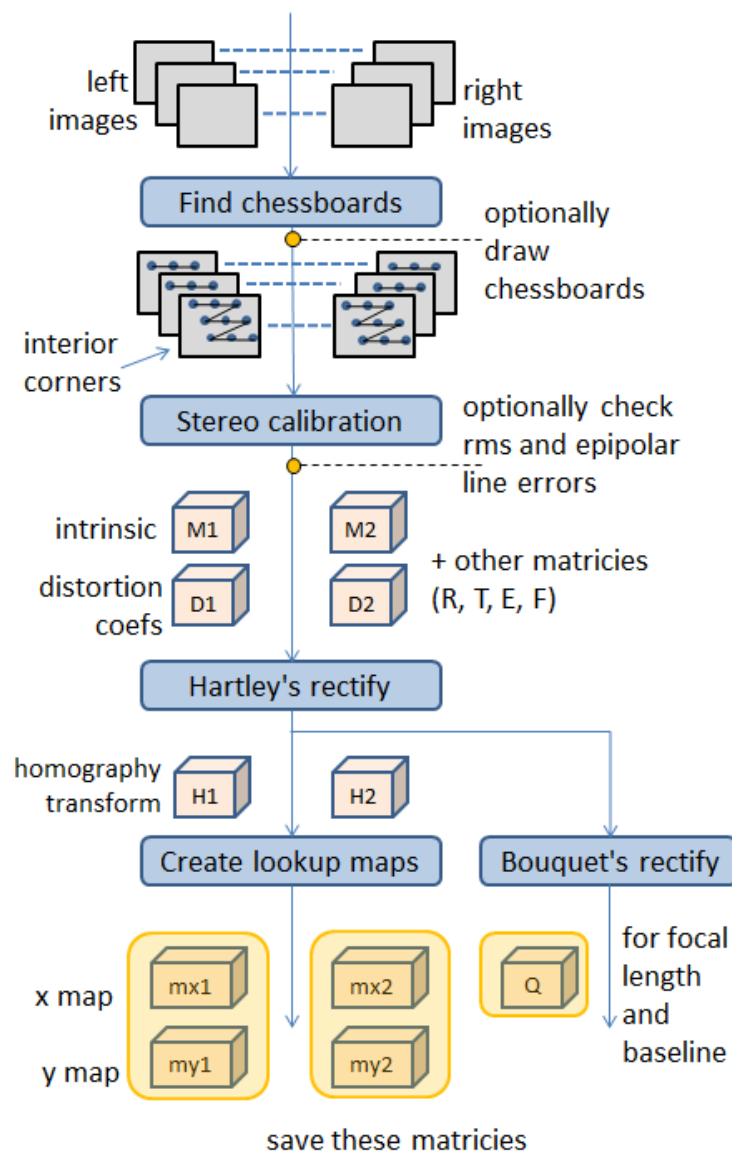 left
images
right
images
Find chessboards
optionally
draw
chessboards
interior
corners
Stereo calibration
optionally check
rms and epipolar
line errors
intrinsic
M1
M2
+ other matricies
(R, T, E, F)
distortion
coefs
D1
D2
Hartley's rectify
homography
transform
H1
H2
Create lookup maps
Bouquet's rectify
x map
mx1
mx2
Q
for focal
length
and
baseline
y map
my1
my2
save these matricies